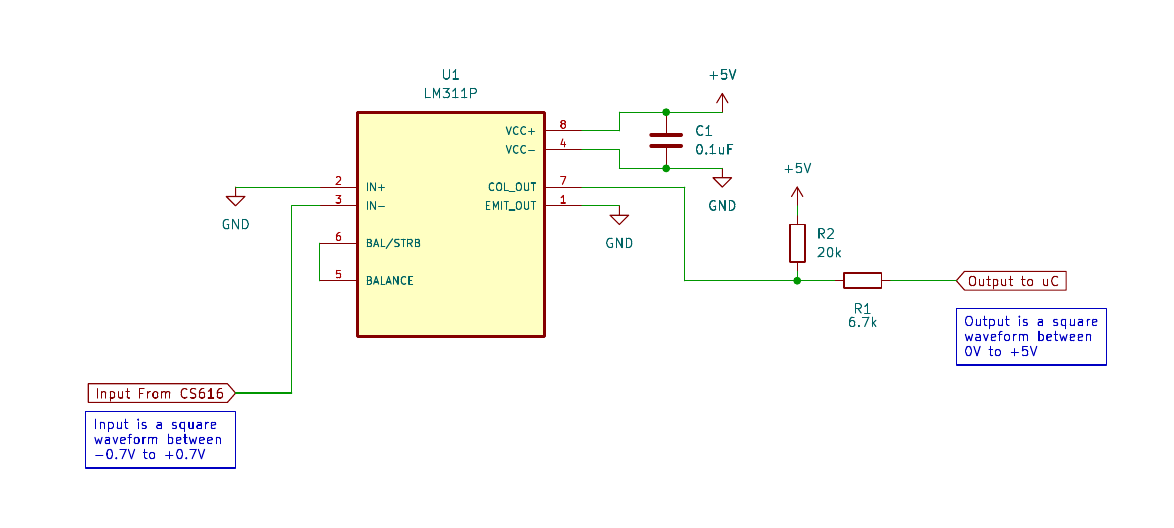 U1
LM311P
+5V
8
VCC+
4
VCC−
C1
0.1uF
GND
2
IN+
3
IN−
7
COL_OUT
1
EMIT_OUT
GND
GND
6
BAL/STRB
5
BALANCE
+5V
R2
20k
R1
6.7k
Output to uC
Output is a square
waveform between
0V to +5V
Input From CS616
Input is a square
waveform between
−0.7V to +0.7V